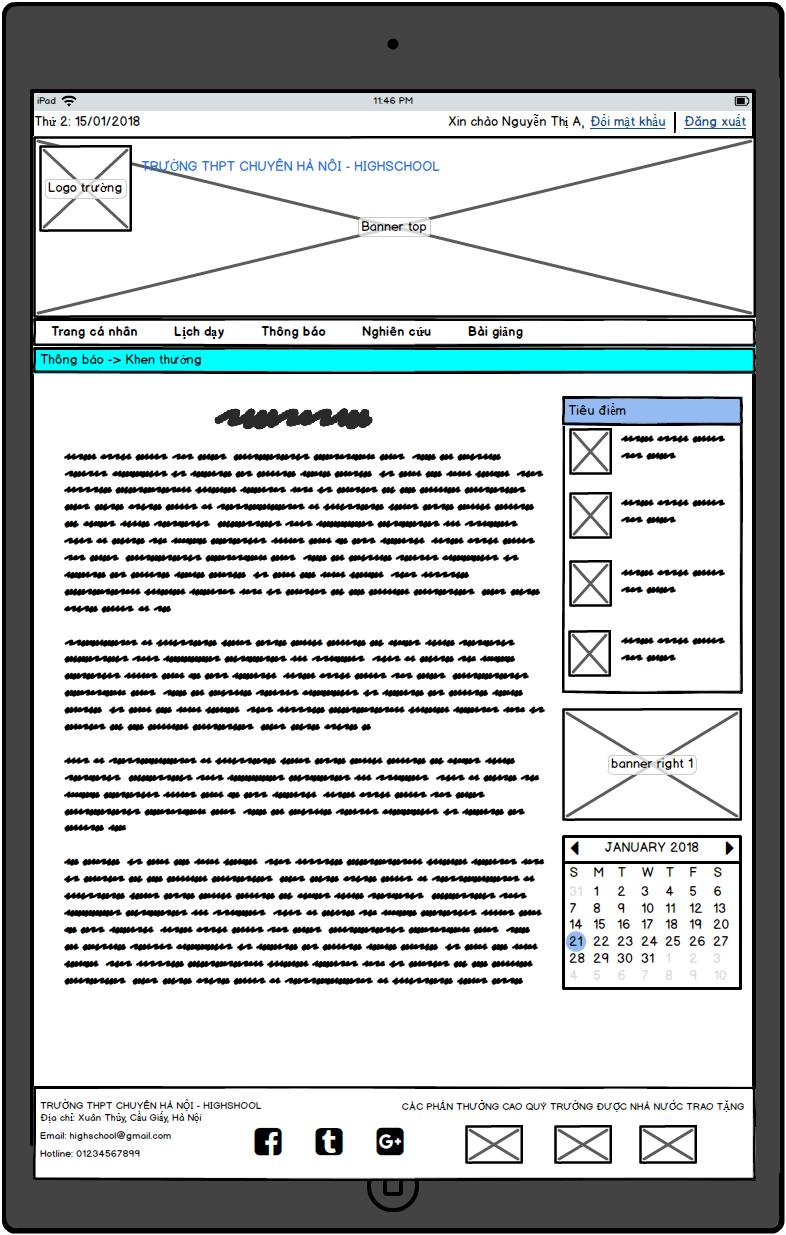 iPad 11:46 PM
Thứ 2: 15/01/2018 Xin chào Nguyễn Thị A, Đổi mật khẩu Đăng xuất
TRƯỜNG THPT CHUYÊN HÀ NỘI - HIGHSCHOOL
Logo trường
Banner top
Trang cá nhân Lịch dạy Thông báo Nghiên cứu Bài giảng
Thông báo -> Khen thưởng
Tiêu điểm
banner right 1
JANUARY 2018
S M T W T F S
31 1 2 3 4 5 6
7 8 9 10 11 12 13
14 15 16 17 18 19 20
21 22 23 24 25 26 27
28 29 30 31 1 2 3
4 5 6 7 8 9 10
TRƯỜNG THPT CHUYÊN HÀ NỘI - HIGHSHOOL
Địa chỉ: Xuân Thủy, Cầu Giấy, Hà Nội
Email: highschool@gmail.com
Hotline: 01234567899
f t G+
CÁC PHẦN THƯỞNG CAO QUÝ TRƯỜNG ĐƯỢC NHÀ NƯỚC TRAO TẶNG